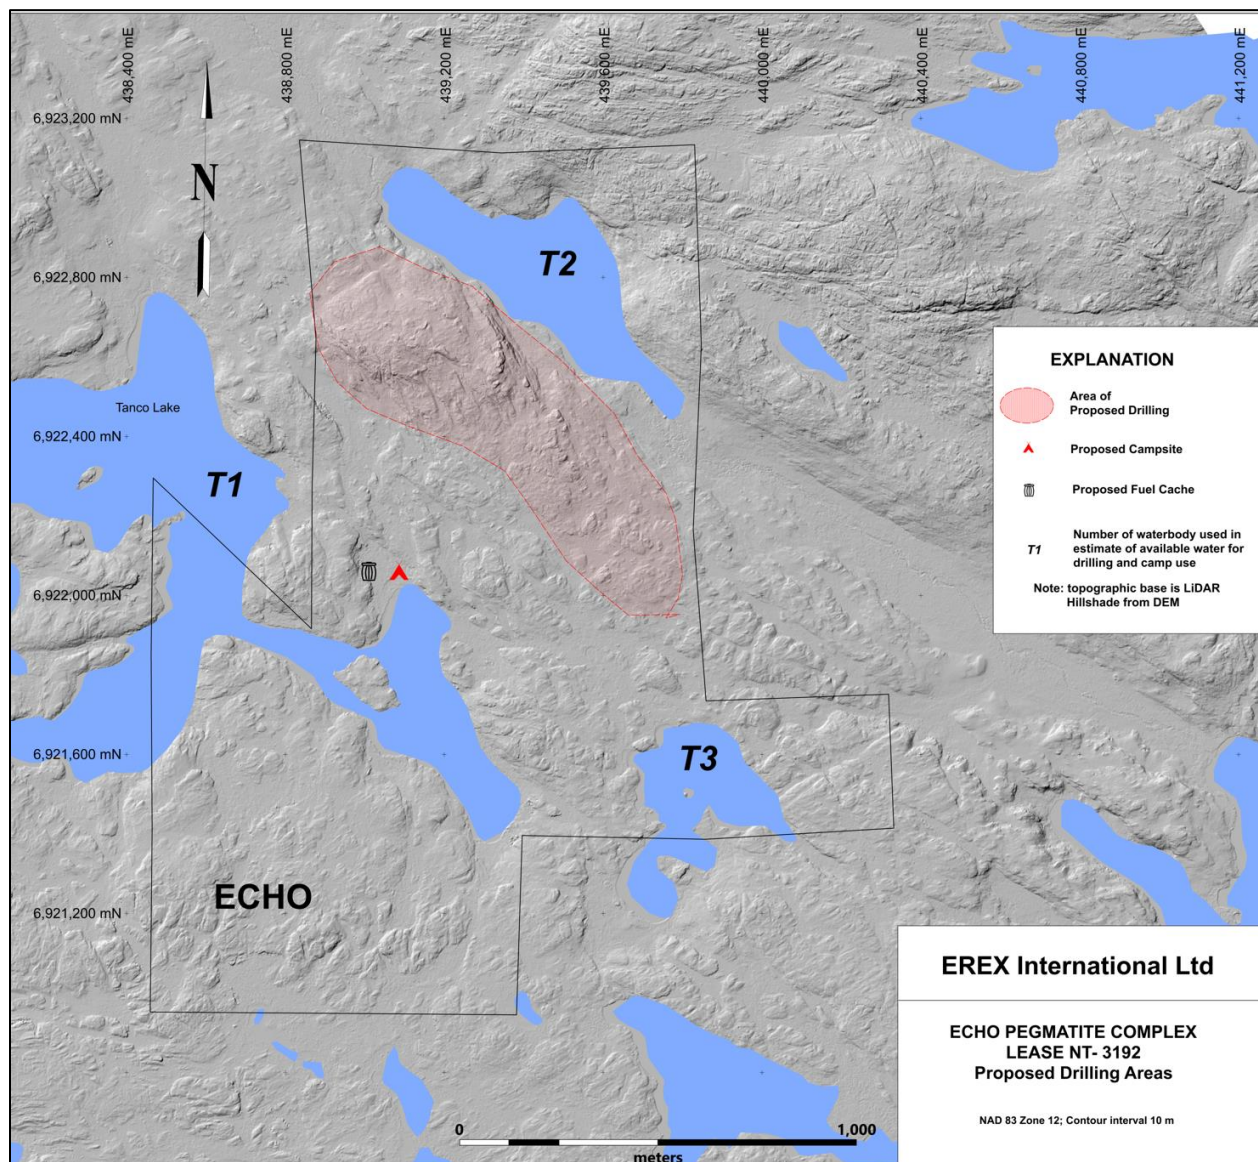 438,400 mE
438,800 mE
439,200 mE
439,600 mE
440,000 mE
440,400 mE
440,800 mE
441,200 mE
6,923,200 mN
N
T2
6,922,800 mN
EXPLANATION
Area of
Proposed Drilling
Tanco Lake
6,922,400 mN
Proposed Campsite
T1
Proposed Fuel Cache
T1
Number of waterbody used in
estimate of available water for
drilling and camp use
Note: topographic base is LiDAR
Hillshade from DEM
6,922,000 mN
6,921,600 mN
T3
ECHO
6,921,200 mN
EREX International Ltd
ECHO PEGMATITE COMPLEX
LEASE NT- 3192
Proposed Drilling Areas
NAD 83 Zone 12; Contour interval 10 m
0
1,000
meters